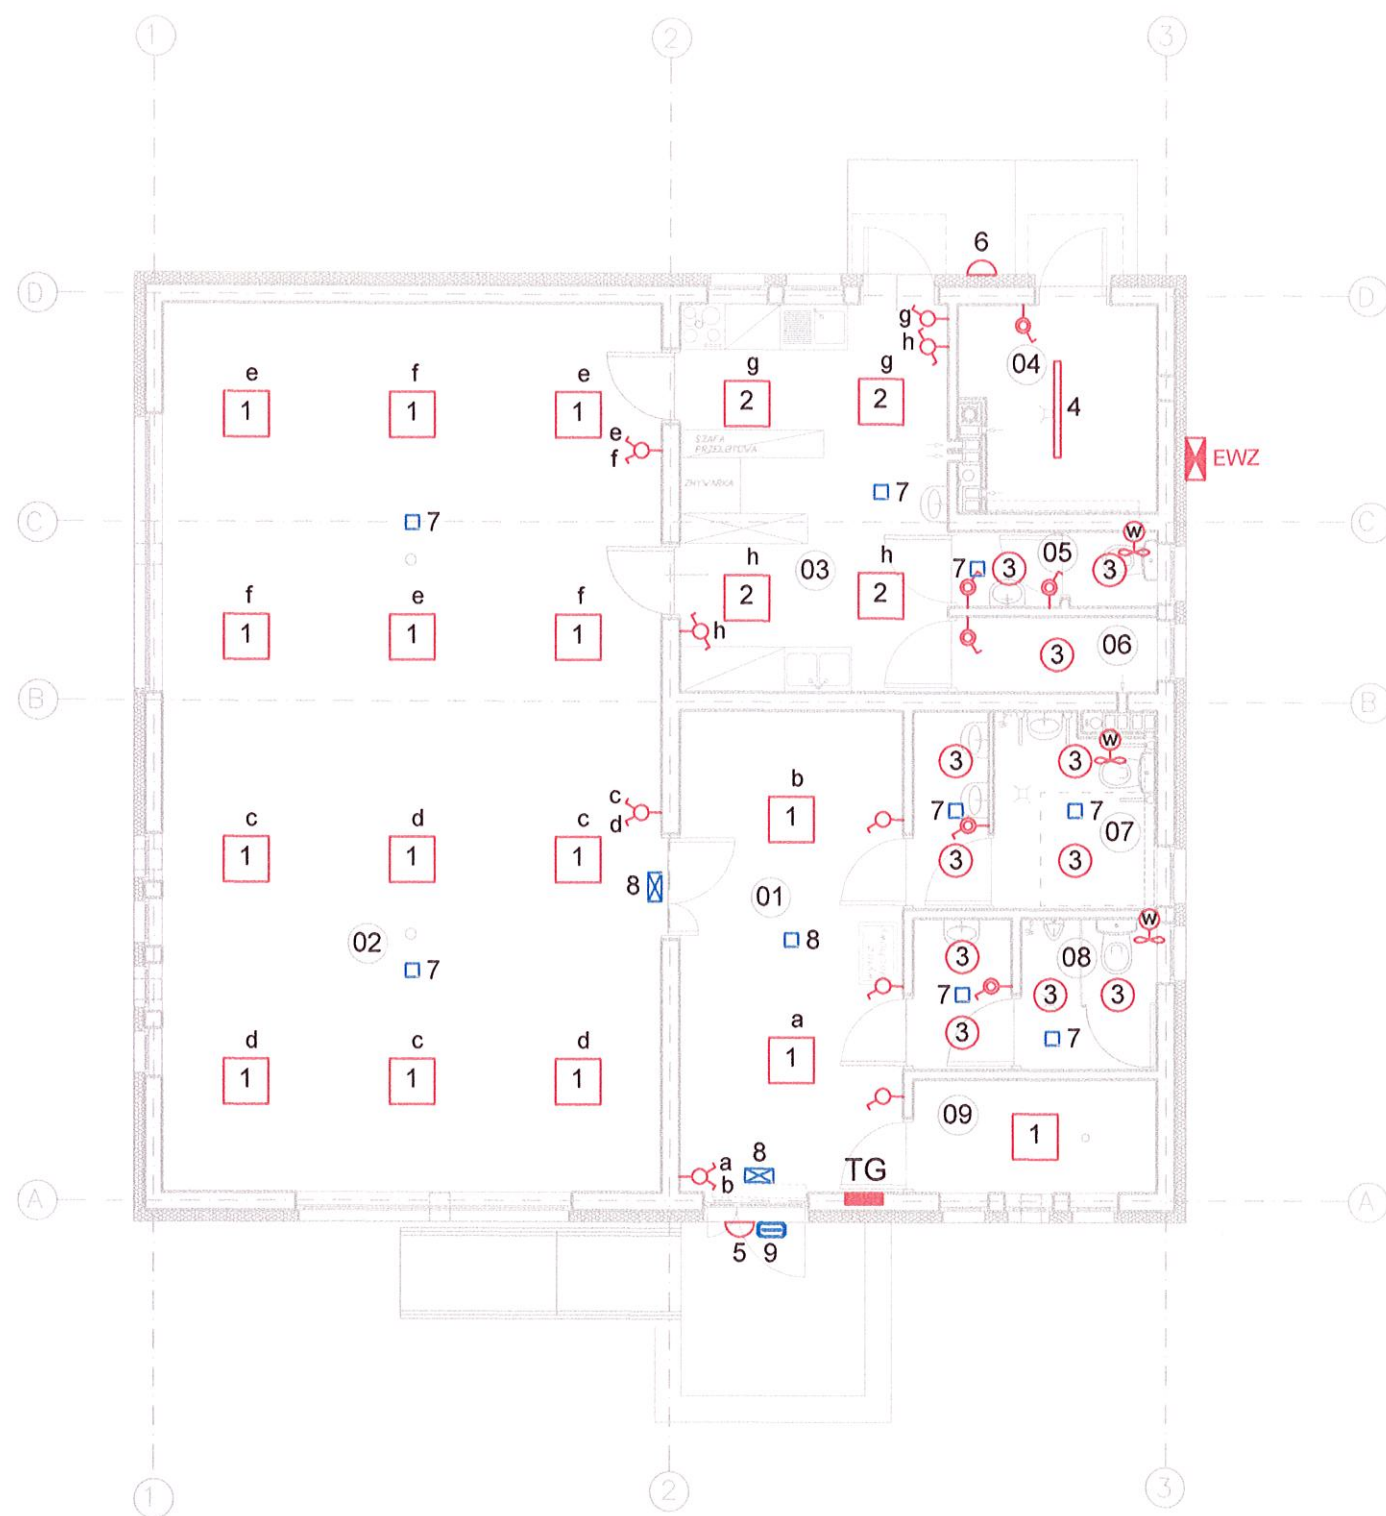 1 2 3
6
D D
g
h
04
e f e g g
1 1 1 2 2 4
e
f
SZAFA
PRZELOTOWA
EWZ
ZMYWARKA
7
C 7 C
W
05
h h 7 3 3
03
f e f 2 2
1 1 1 h 06
3
B B
W
3 3
b
c c d c 1 7 7
d 07
1 1 1 3 3
8 01
W
02 8 3 08
7 7 3 3
a 3
d c d 1 7
1 1 1
09
1
a 8 TG
b
A A
5 9
1 2 3